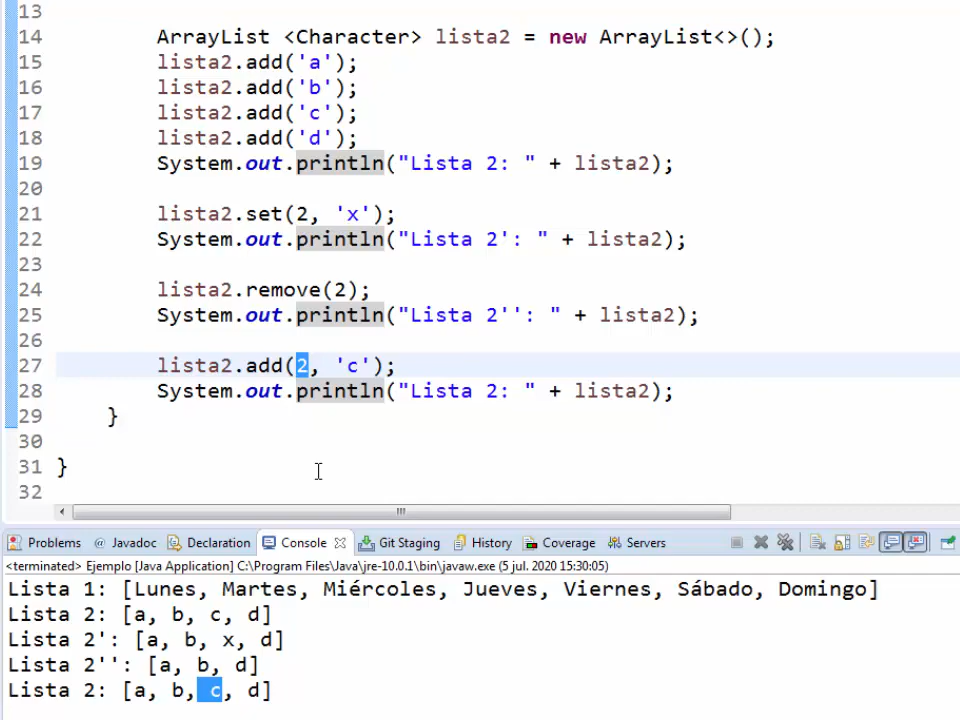 13
14 ArrayList <Character> lista2 = new ArrayList<>();
15 lista2.add('a');
16 lista2.add('b');
17 lista2.add('c');
18 lista2.add('d');
19 System.out.println("Lista 2: " + lista2);
20
21 lista2.set(2, 'x');
22 System.out.println("Lista 2': " + lista2);
23
24 lista2.remove(2);
25 System.out.println("Lista 2'': " + lista2);
26
27 lista2.add(2, 'c');
28 System.out.println("Lista 2: " + lista2);
29 }
30
31 }
32
Problems @ Javadoc Declaration Console Git Staging History Coverage Servers
<terminated> Ejemplo [Java Application] C:\Program Files\Java\jre-10.0.1\bin\javaw.exe (5 jul. 2020 15:30:05)
Lista 1: [Lunes, Martes, Miércoles, Jueves, Viernes, Sábado, Domingo]
Lista 2: [a, b, c, d]
Lista 2': [a, b, x, d]
Lista 2'': [a, b, d]
Lista 2: [a, b, c, d]